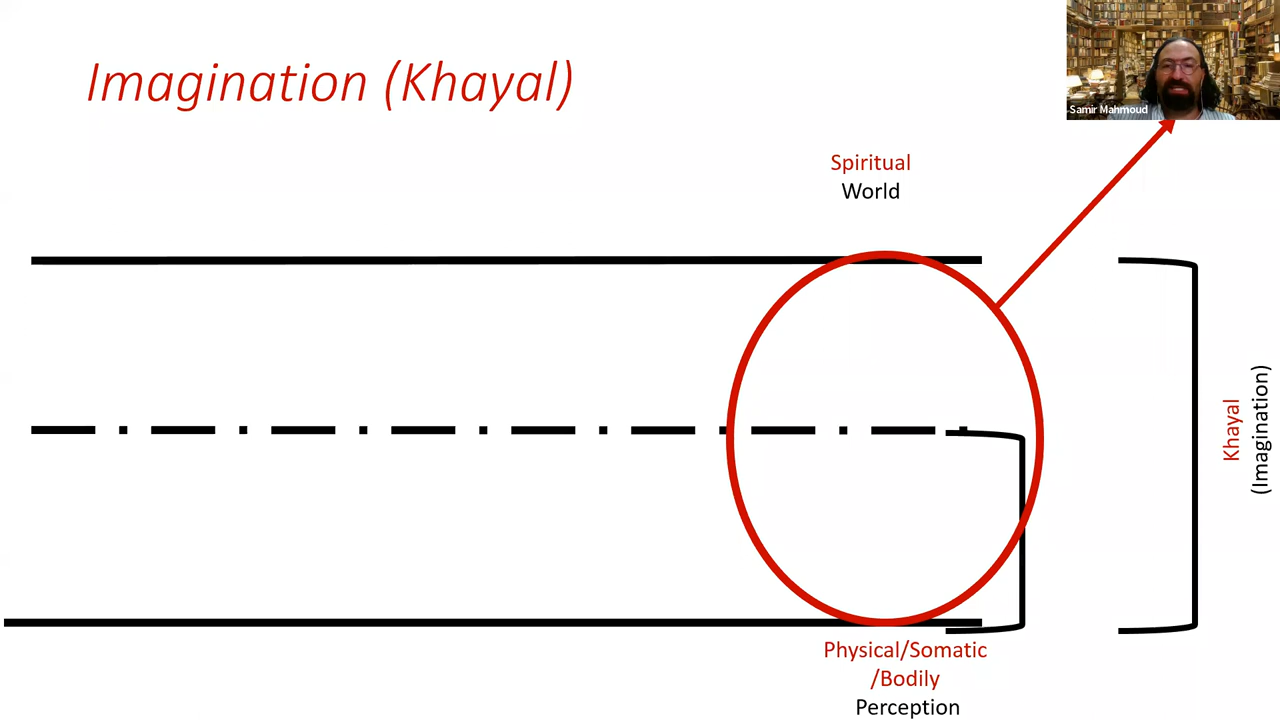 Imagination (Khayal)
Samir Mahmoud
Spiritual
World
Khayal
(Imagination)
Physical/Somatic
/Bodily
Perception